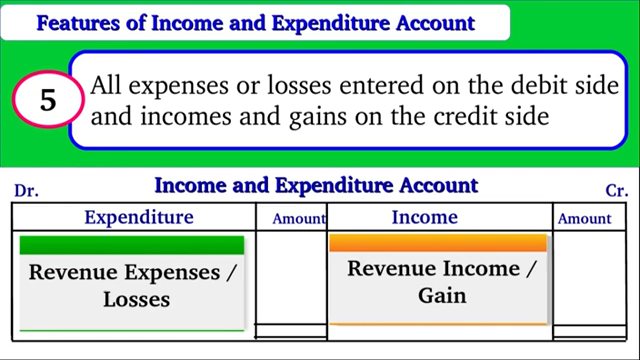 Features of Income and Expenditure Account
5
All expenses or losses entered on the debit side
and incomes and gains on the credit side
Dr.
Income and Expenditure Account
Cr.
Expenditure Amount Income Amount
Revenue Expenses /
Losses
Revenue Income /
Gain